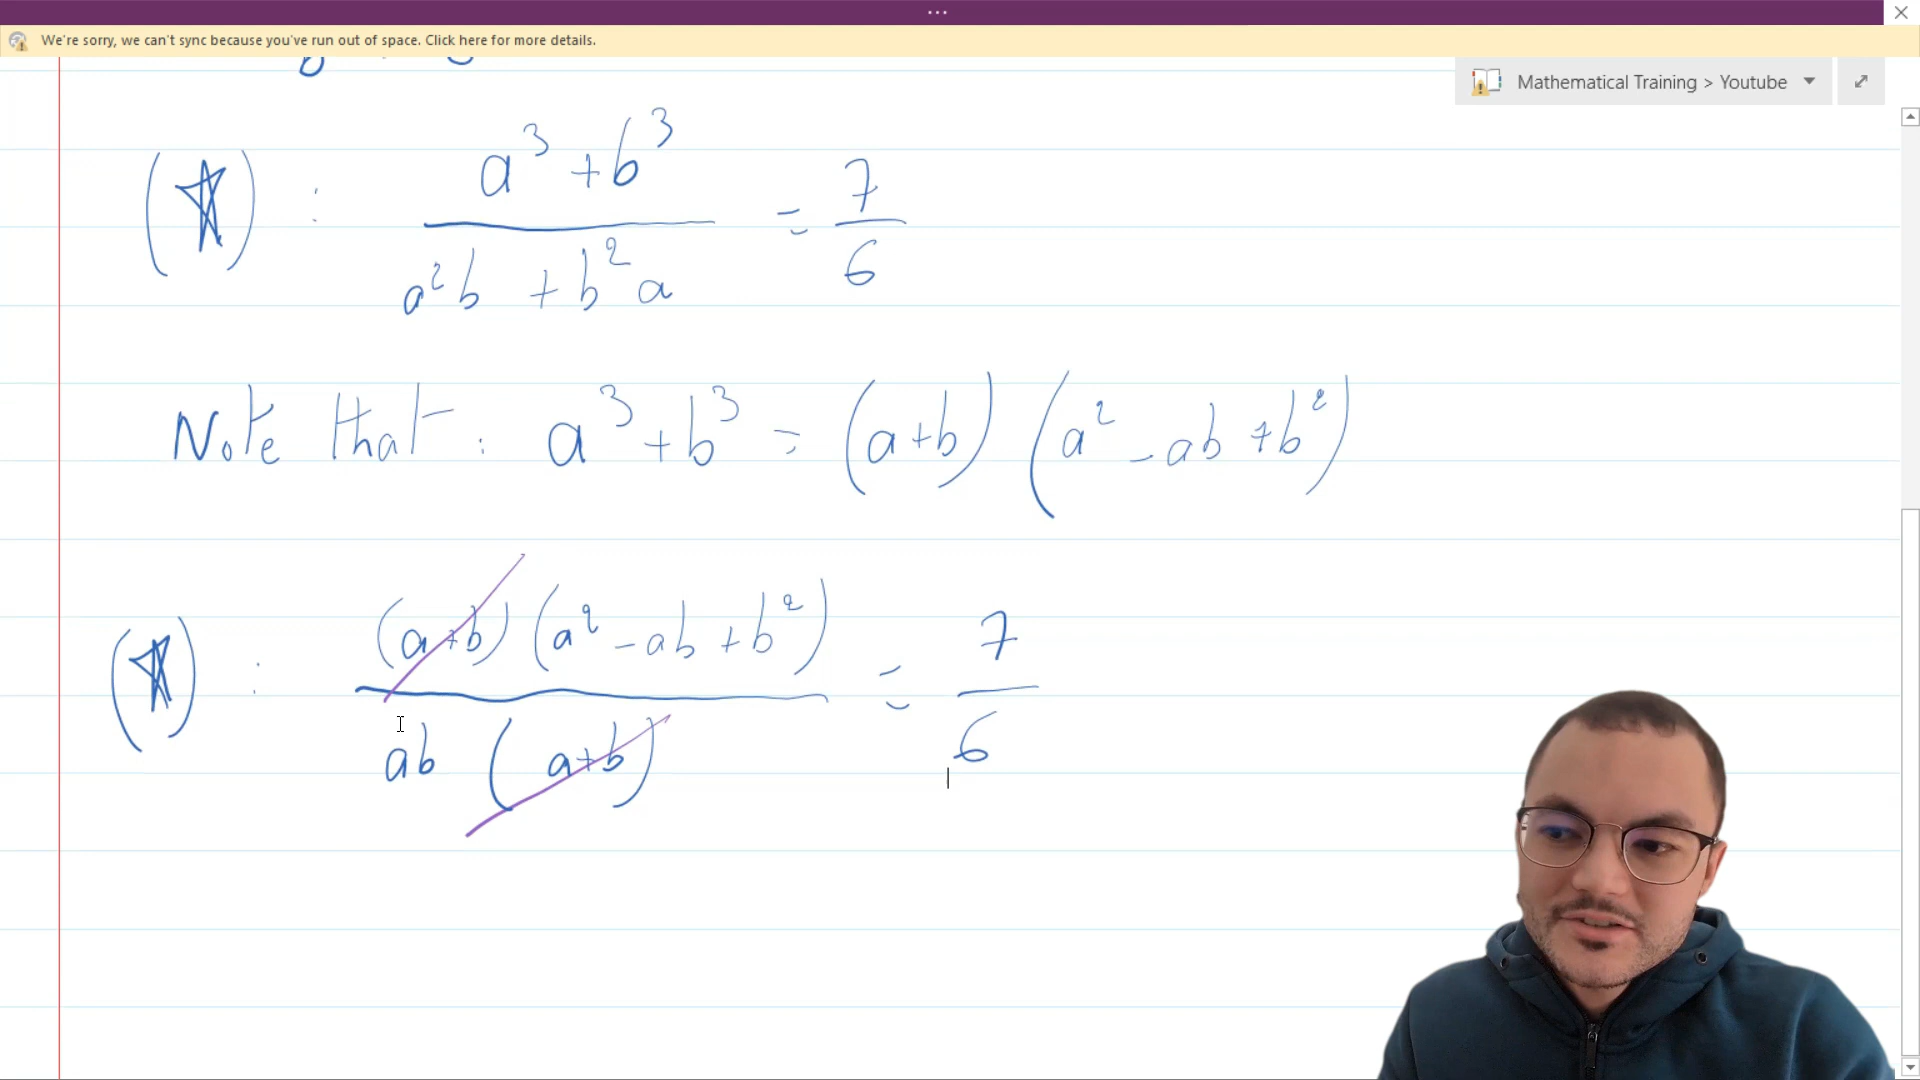 ...
We're sorry, we can't sync because you've run out of space. Click here for more details.
Mathematical Training > Youtube
(☆) : (a³ + b³) / (a²b + b²a) = 7/6
Note that : a³ + b³ = (a+b) (a² - ab + b²)
(☆) : (a+b) (a² - ab + b²) / ab (a+b) = 7/6